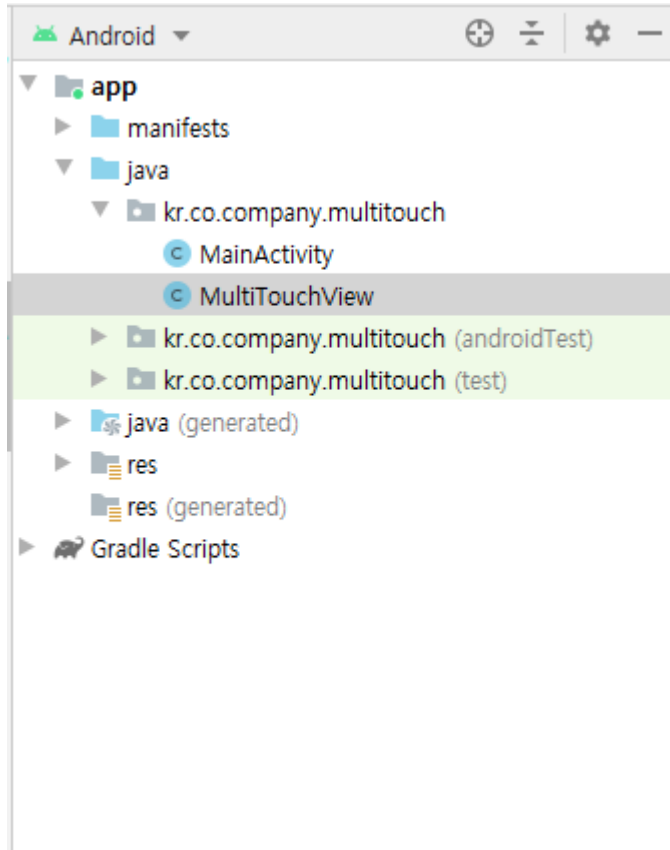 Android
app
manifests
java
kr.co.company.multitouch
C MainActivity
C MultiTouchView
kr.co.company.multitouch (androidTest)
kr.co.company.multitouch (test)
java (generated)
res
res (generated)
Gradle Scripts